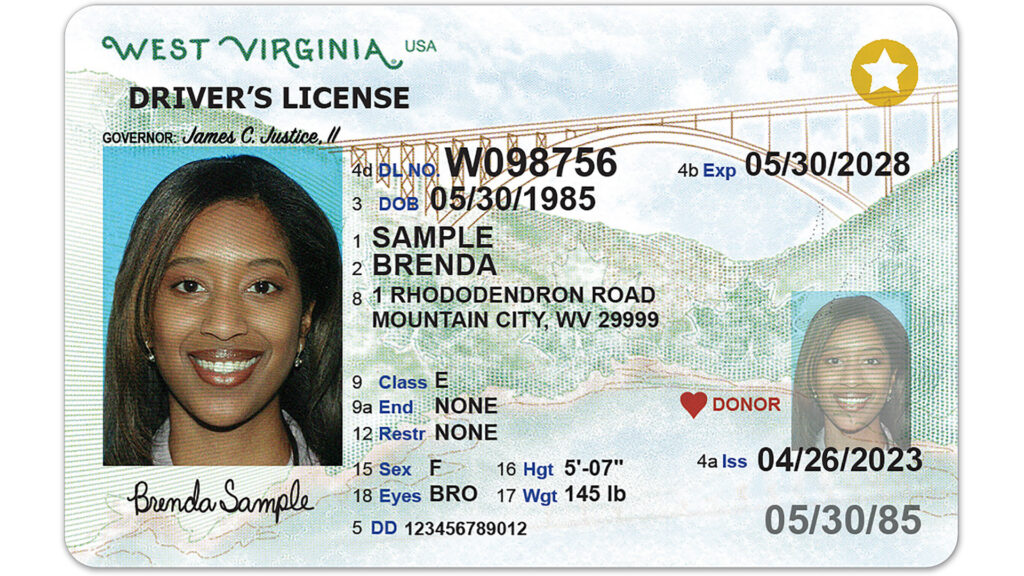 WEST VIRGINIA USA
DRIVER'S LICENSE
GOVERNOR: James C. Justice, II
4d DL NO. W098756 4b Exp 05/30/2028
3 DOB 05/30/1985
1 SAMPLE
2 BRENDA
8 1 RHODODENDRON ROAD
MOUNTAIN CITY, WV 29999
9 Class E
9a End NONE
DONOR
12 Restr NONE
15 Sex F 16 Hgt 5'-07"
4a Iss 04/26/2023
18 Eyes BRO 17 Wgt 145 lb
Brenda Sample
5 DD 123456789012
05/30/85